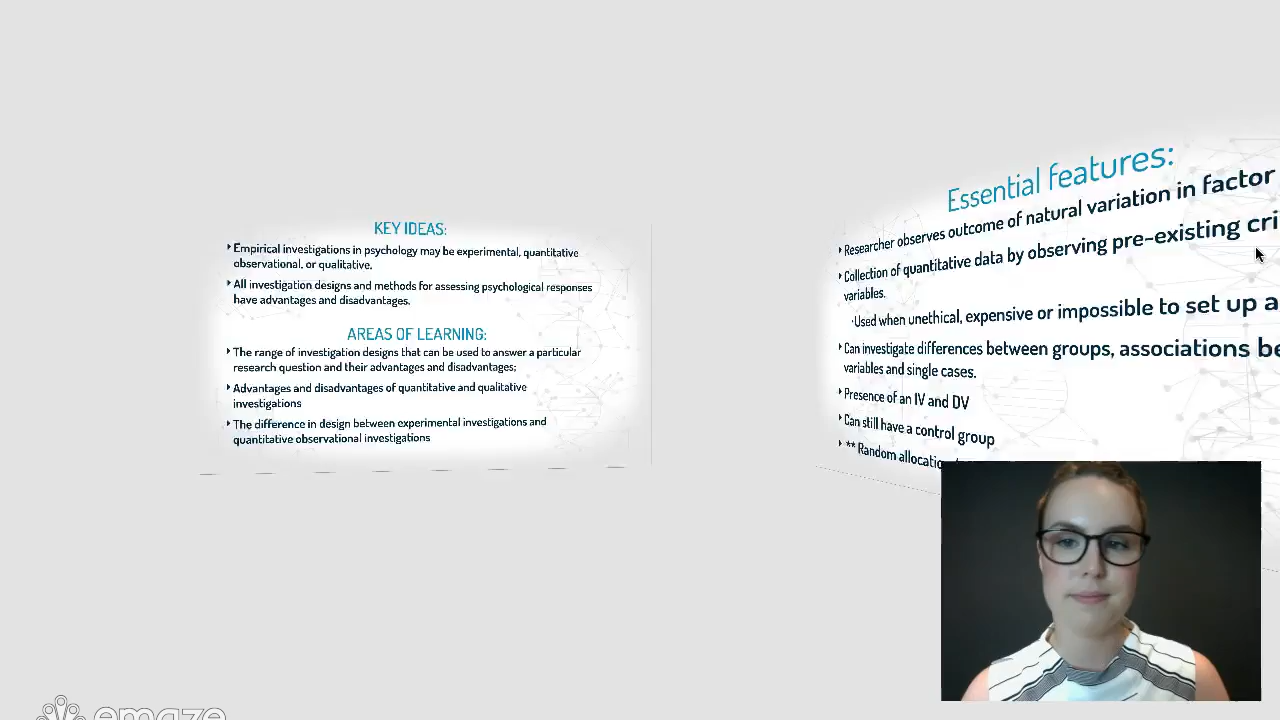 KEY IDEAS:
Empirical investigations in psychology may be experimental, quantitative
observational, or qualitative.
All investigation designs and methods for assessing psychological responses
have advantages and disadvantages.
AREAS OF LEARNING:
The range of investigation designs that can be used to answer a particular
research question and their advantages and disadvantages;
Advantages and disadvantages of quantitative and qualitative
investigations
The difference in design between experimental investigations and
quantitative observational investigations
Essential features:
Researcher observes outcome of natural variation in factor
Collection of quantitative data by observing pre-existing cri
variables.
Used when unethical, expensive or impossible to set up a
Can investigate differences between groups, associations be
variables and single cases.
Presence of an IV and DV
Can still have a control group
** Random allocatio
emaze